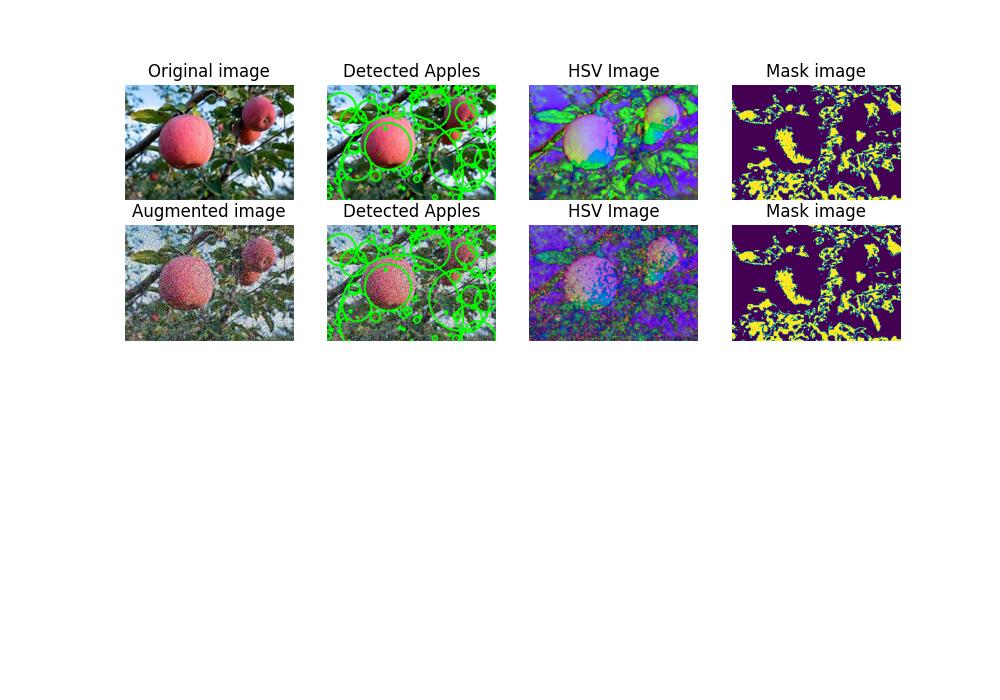 Original image
Detected Apples
HSV Image
Mask image
Augmented image
Detected Apples
HSV Image
Mask image